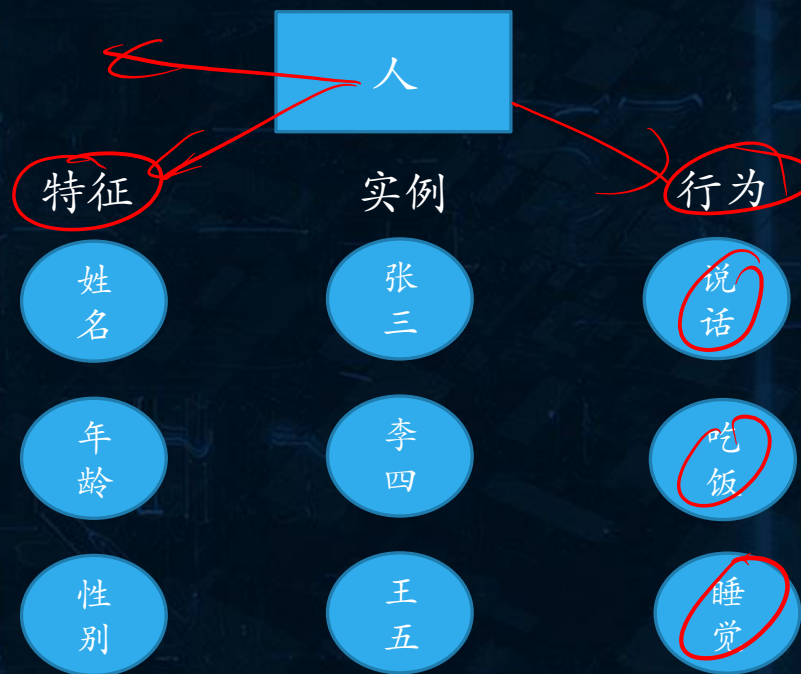 人
特征
实例
行为
姓
名
张
三
说
话
年
龄
李
四
吃
饭
性
别
王
五
睡
觉